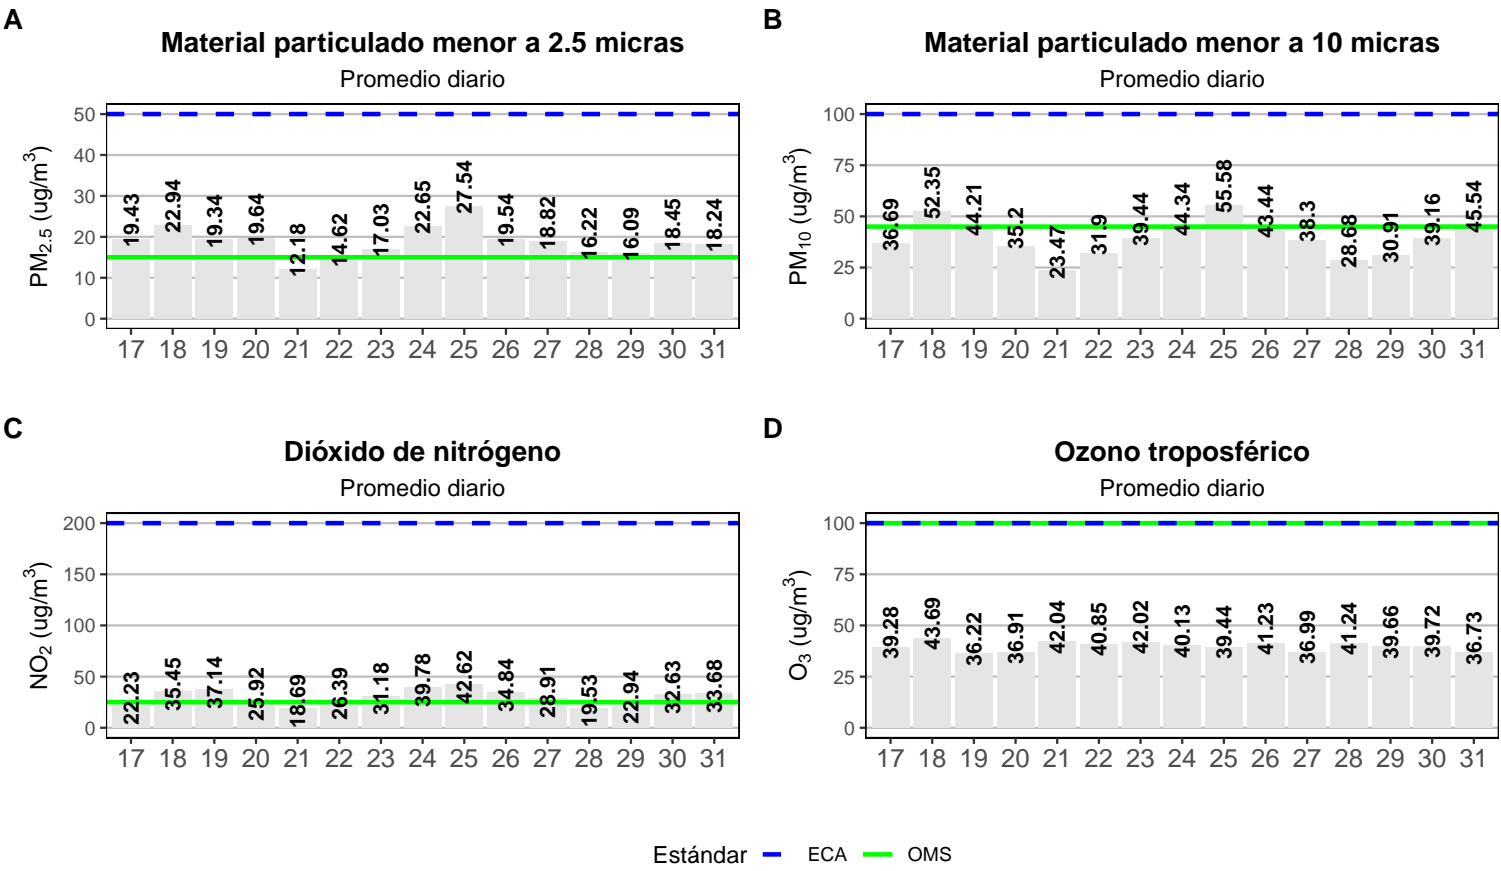 A
Material particulado menor a 2.5 micras
Promedio diario
PM2.5 (ug/m3)
50
40
30
20
10
0
19.43 22.94 19.34 19.64 12.18 14.62 17.03 22.65 27.54 19.54 18.82 16.22 16.09 18.45 18.24
17 18 19 20 21 22 23 24 25 26 27 28 29 30 31
B
Material particulado menor a 10 micras
Promedio diario
PM10 (ug/m3)
100
75
50
25
0
36.69 52.35 44.21 35.2 23.47 31.9 39.44 44.34 55.58 43.44 38.3 28.68 30.91 39.16 45.54
17 18 19 20 21 22 23 24 25 26 27 28 29 30 31
C
Dióxido de nitrógeno
Promedio diario
NO2 (ug/m3)
200
150
100
50
0
22.23 35.45 37.14 25.92 18.69 26.39 31.18 39.78 42.62 34.84 28.91 19.53 22.94 32.63 33.68
17 18 19 20 21 22 23 24 25 26 27 28 29 30 31
D
Ozono troposférico
Promedio diario
O3 (ug/m3)
100
75
50
25
0
39.28 43.69 36.22 36.91 42.04 40.85 42.02 40.13 39.44 41.23 36.99 41.24 39.66 39.72 36.73
17 18 19 20 21 22 23 24 25 26 27 28 29 30 31
Estándar ECA OMS